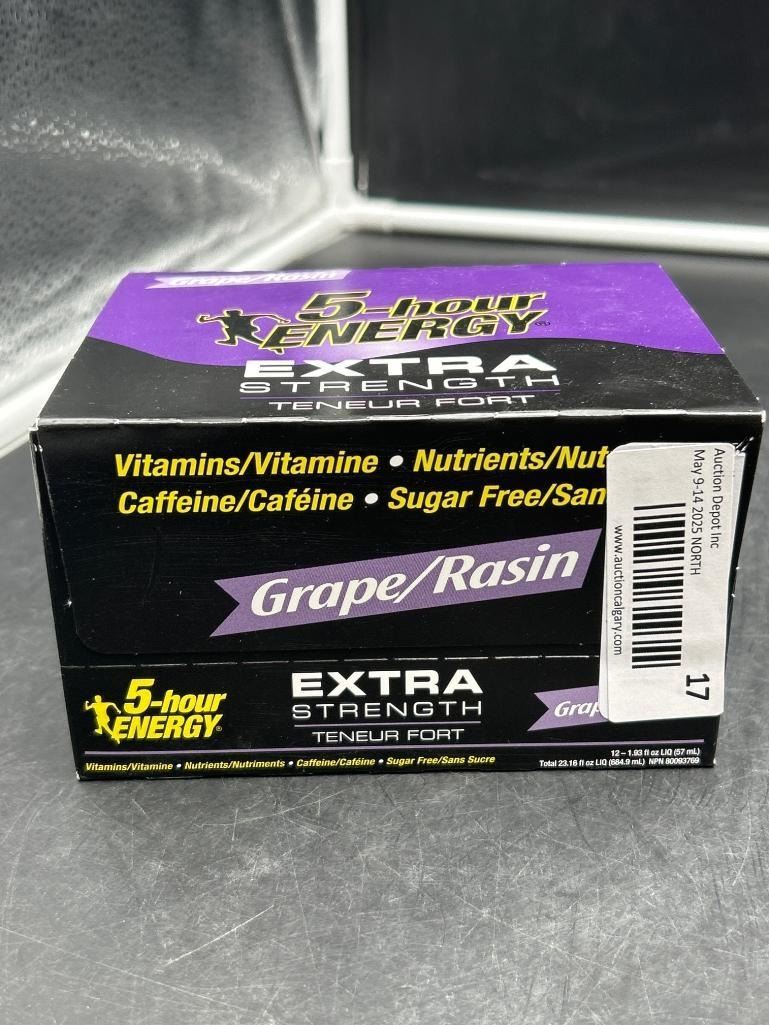 Grape/Rasin
5-hour
ENERGY®
EXTRA
STRENGTH
TENEUR FORT
Vitamins/Vitamine • Nutrients/Nut
Caffeine/Caféine • Sugar Free/San
Grape/Rasin
Auction Depot Inc
May 9-14 2025 NORTH
www.auctioncalgary.com
17
5-hour
ENERGY®
EXTRA
STRENGTH
TENEUR FORT
Grap
12 – 1.93 fl oz LIQ (57 mL)
Vitamins/Vitamine • Nutrients/Nutriments • Caffeine/Caféine • Sugar Free/Sans Sucre
Total 23.16 fl oz LIQ (684.9 mL) NPN 80093769